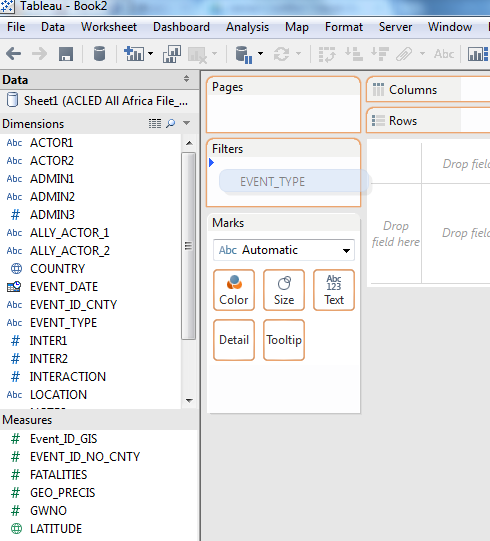 Tableau - Book2
File Data Worksheet Dashboard Analysis Map Format Server Window
Abc
Data
Sheet1 (ACLED All Africa File_...
Dimensions
Abc ACTOR1
Abc ACTOR2
Abc ADMIN1
Abc ADMIN2
# ADMIN3
Abc ALLY_ACTOR_1
Abc ALLY_ACTOR_2
COUNTRY
EVENT_DATE
Abc EVENT_ID_CNTY
Abc EVENT_TYPE
# INTER1
# INTER2
# INTERACTION
Abc LOCATION
Measures
# Event_ID_GIS
# EVENT_ID_NO_CNTY
# FATALITIES
# GEO_PRECIS
# GWNO
LATITUDE
Pages
Filters
EVENT_TYPE
Marks
Abc Automatic
Color
Size
Abc
123
Text
Detail
Tooltip
Columns
Rows
Drop field
Drop
field here
Drop field